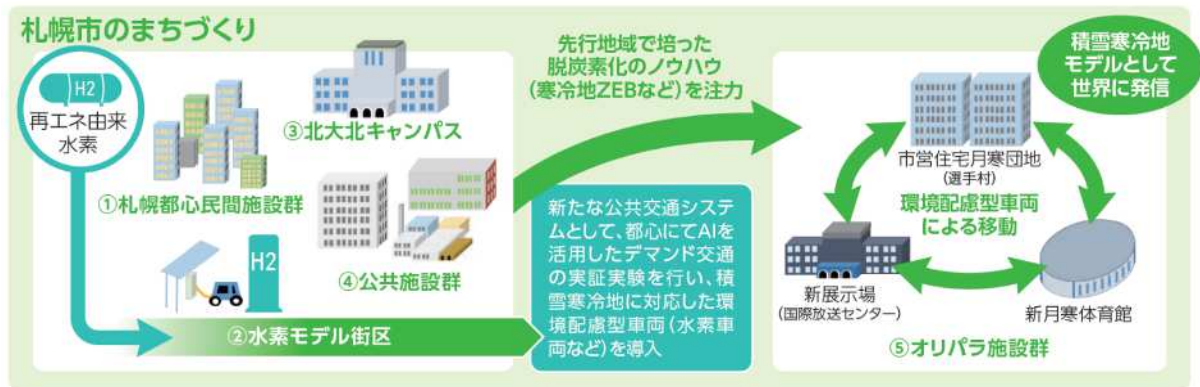 札幌市のまちづくり
H2
再エネ由来
水素
①札幌都心民間施設群
③北大北キャンパス
④公共施設群
H2
②水素モデル街区
先行地域で培った
脱炭素化のノウハウ
(寒冷地ZEBなど)を注力
新たな公共交通システ
ムとして、都心にてAIを
活用したデマンド交通
の実証実験を行い、積
雪寒冷地に対応した環
境配慮型車両(水素車
両など)を導入
積雪寒冷地
モデルとして
世界に発信
市営住宅月寒団地
(選手村)
環境配慮型車両
による移動
新展示場
(国際放送センター)
新月寒体育館
⑤オリパラ施設群